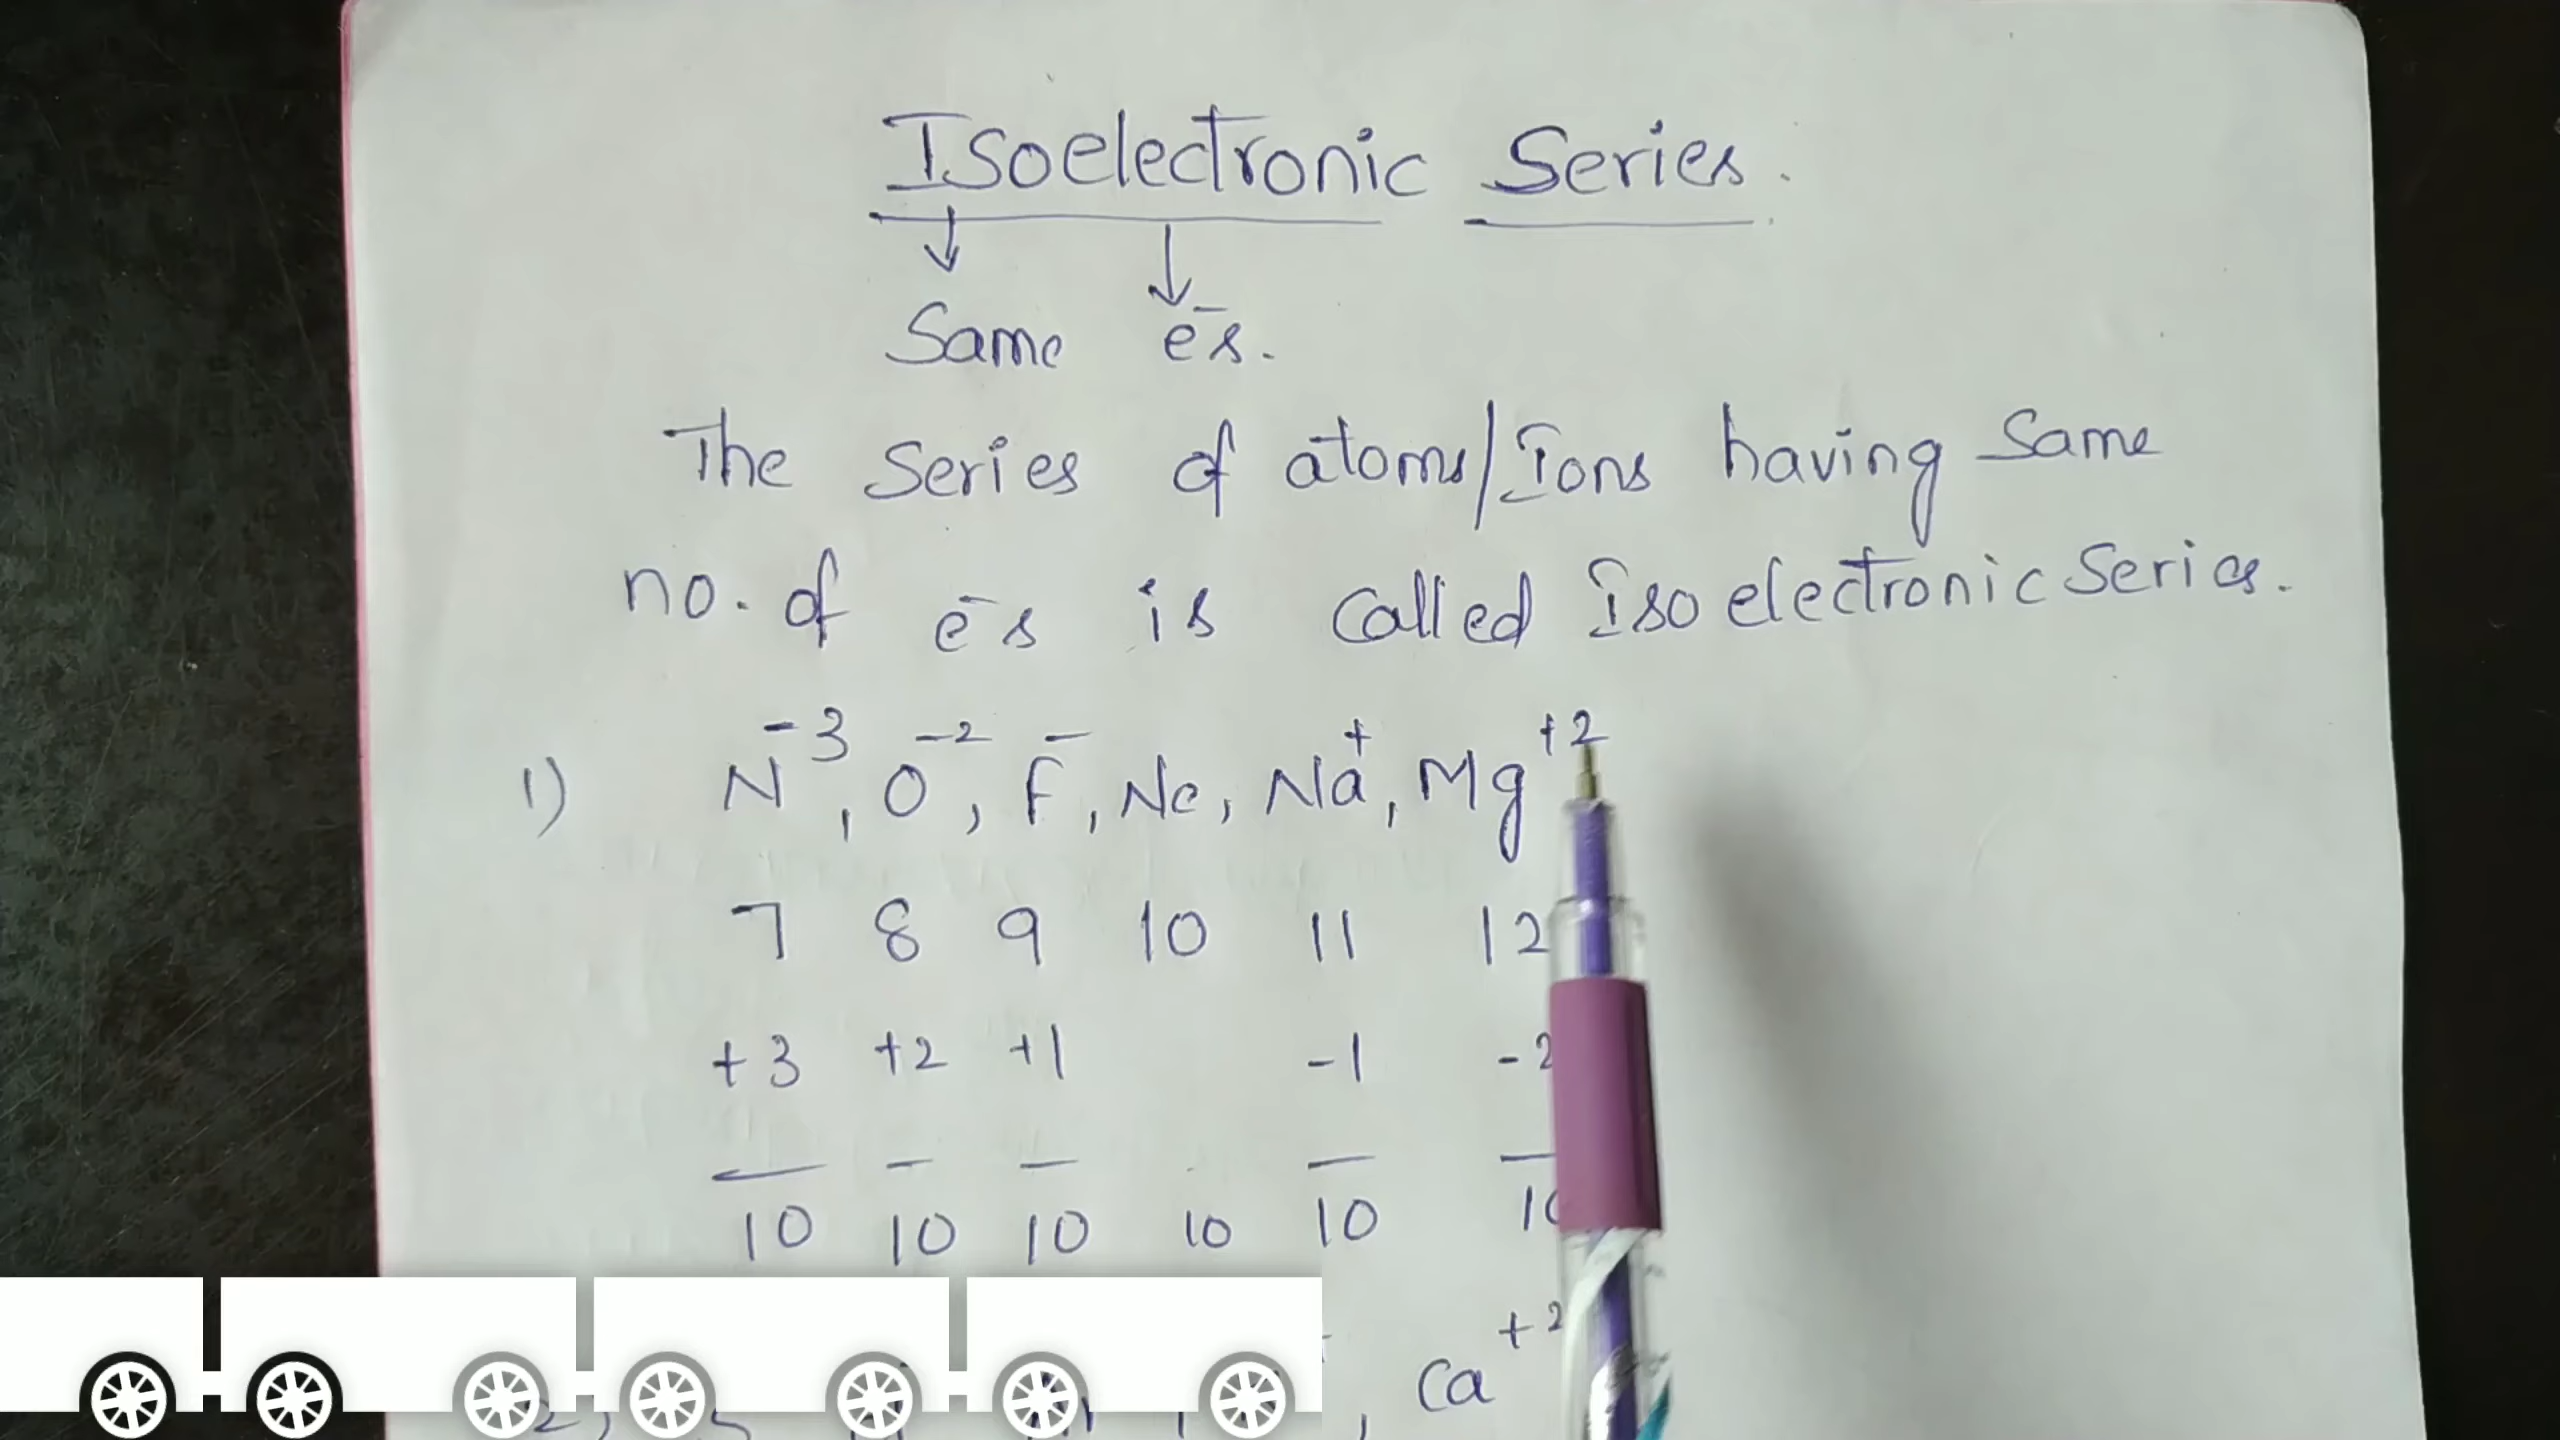 Isoelectronic Series.
Same e⁻s.
The Series of atoms/Ions having Same
no. of e⁻s is called Isoelectronic Series.
1) N⁻³, O⁻², F⁻, Ne, Na⁺, Mg⁺²
7 8 9 10 11 12
+3 +2 +1 -1 -2
10 10 10 10 10
, Ca⁺²